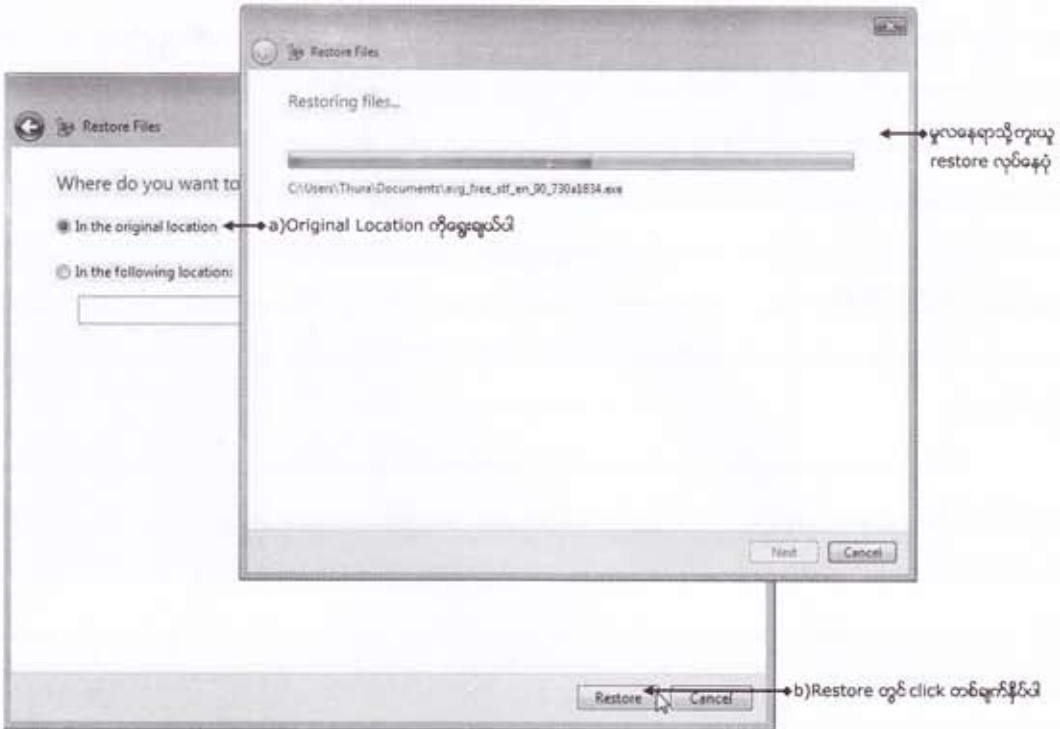 Restore Files
Restoring files...
C:\Users\Thura\Documents\avg_free_stf_en_90_730a1834.exe
မူလနေရာသို့ ကူးယူ
restore လုပ်နေပုံ
Next
Cancel
Restore Files
Where do you want to
In the original location
a)Original Location ကိုရွေးချယ်ပါ
In the following location:
Restore
Cancel
b)Restore တွင် click တစ်ချက်နှိပ်ပါ